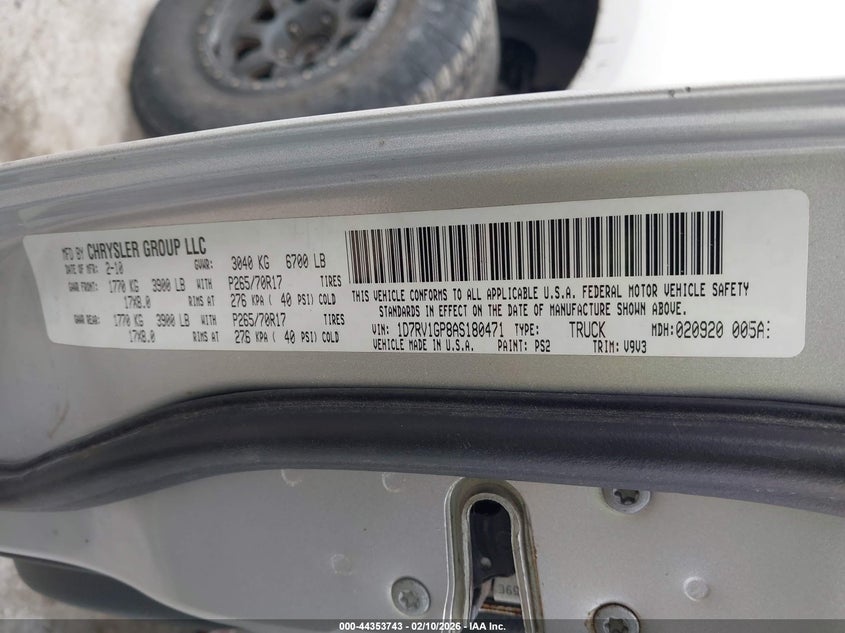 MFD BY CHRYSLER GROUP LLC
DATE OF MFR: 2-10 GVWR: 3040 KG 6700 LB
GAWR FRONT: 1770 KG 3900 LB WITH P265/70R17 TIRES
17X8.0 RIMS AT 276 KPA ( 40 PSI) COLD
GAWR REAR: 1770 KG 3900 LB WITH P265/70R17 TIRES
17X8.0 RIMS AT 276 KPA ( 40 PSI) COLD
THIS VEHICLE CONFORMS TO ALL APPLICABLE U.S.A. FEDERAL MOTOR VEHICLE SAFETY
STANDARDS IN EFFECT ON THE DATE OF MANUFACTURE SHOWN ABOVE.
VIN: 1D7RV1GP8AS180471 TYPE: TRUCK MDH:020920 005A
VEHICLE MADE IN U.S.A. PAINT: PS2 TRIM: V9V3
000-44353743 - 02/10/2026 - IAA Inc.